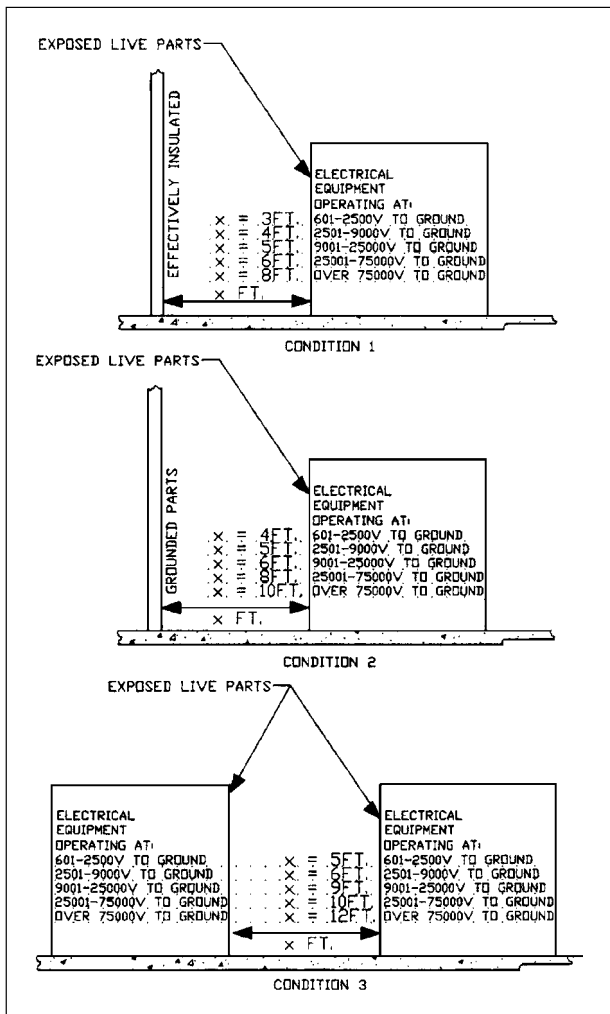 EXPOSED LIVE PARTS
EFFECTIVELY INSULATED
ELECTRICAL
EQUIPMENT
OPERATING AT:
x = 3FT. 601-2500V TO GROUND
x = 4FT. 2501-9000V TO GROUND
x = 5FT. 9001-25000V TO GROUND
x = 6FT. 25001-75000V TO GROUND
x = 8FT. OVER 75000V TO GROUND
x FT.
CONDITION 1
EXPOSED LIVE PARTS
GROUNDED PARTS
ELECTRICAL
EQUIPMENT
OPERATING AT:
x = 4FT. 601-2500V TO GROUND
x = 5FT. 2501-9000V TO GROUND
x = 6FT. 9001-25000V TO GROUND
x = 8FT. 25001-75000V TO GROUND
x = 10FT. OVER 75000V TO GROUND
x FT.
CONDITION 2
EXPOSED LIVE PARTS
ELECTRICAL ELECTRICAL
EQUIPMENT EQUIPMENT
OPERATING AT: OPERATING AT:
601-2500V TO GROUND x = 5FT. 601-2500V TO GROUND
2501-9000V TO GROUND x = 6FT. 2501-9000V TO GROUND
9001-25000V TO GROUND x = 9FT. 9001-25000V TO GROUND
25001-75000V TO GROUND x = 10FT. 25001-75000V TO GROUND
OVER 75000V TO GROUND x = 12FT. OVER 75000V TO GROUND
x FT.
CONDITION 3